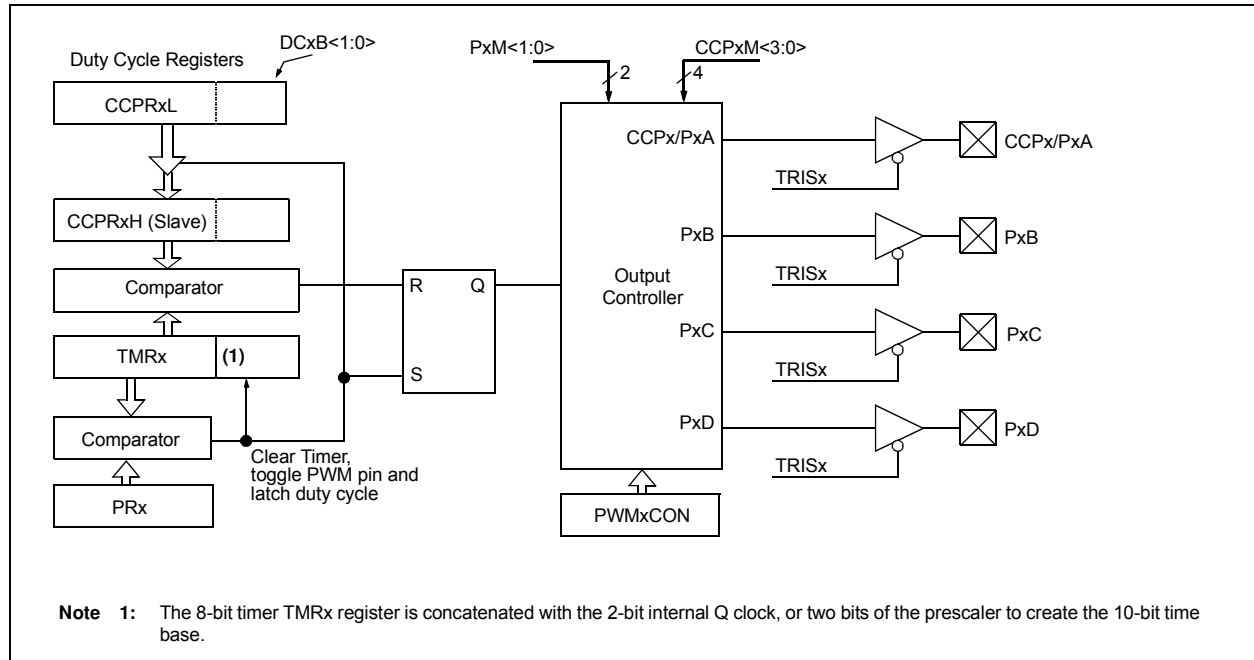 DCxB<1:0>
Duty Cycle Registers
CCPRxL
CCPRxH (Slave)
Comparator
TMRx
(1)
Comparator
PRx
Clear Timer,
toggle PWM pin and
latch duty cycle
R
Q
S
PxM<1:0>
2
CCPxM<3:0>
4
CCPx/PxA
PxB
Output
Controller
PxC
PxD
PWMxCON
TRISx
CCPx/PxA
TRISx
PxB
TRISx
PxC
TRISx
PxD
Note 1: The 8-bit timer TMRx register is concatenated with the 2-bit internal Q clock, or two bits of the prescaler to create the 10-bit time
base.